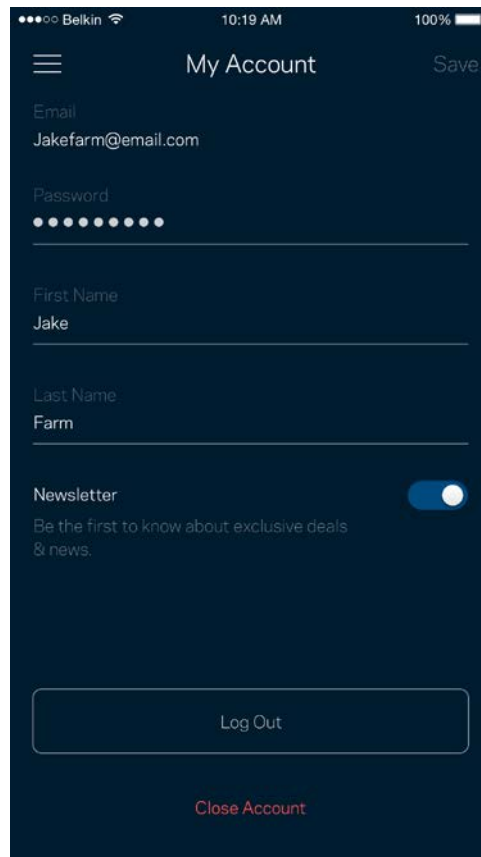 Belkin 10:19 AM 100%
My Account Save
Email
Jakefarm@email.com
Password
First Name
Jake
Last Name
Farm
Newsletter
Be the first to know about exclusive deals
& news.
Log Out
Close Account